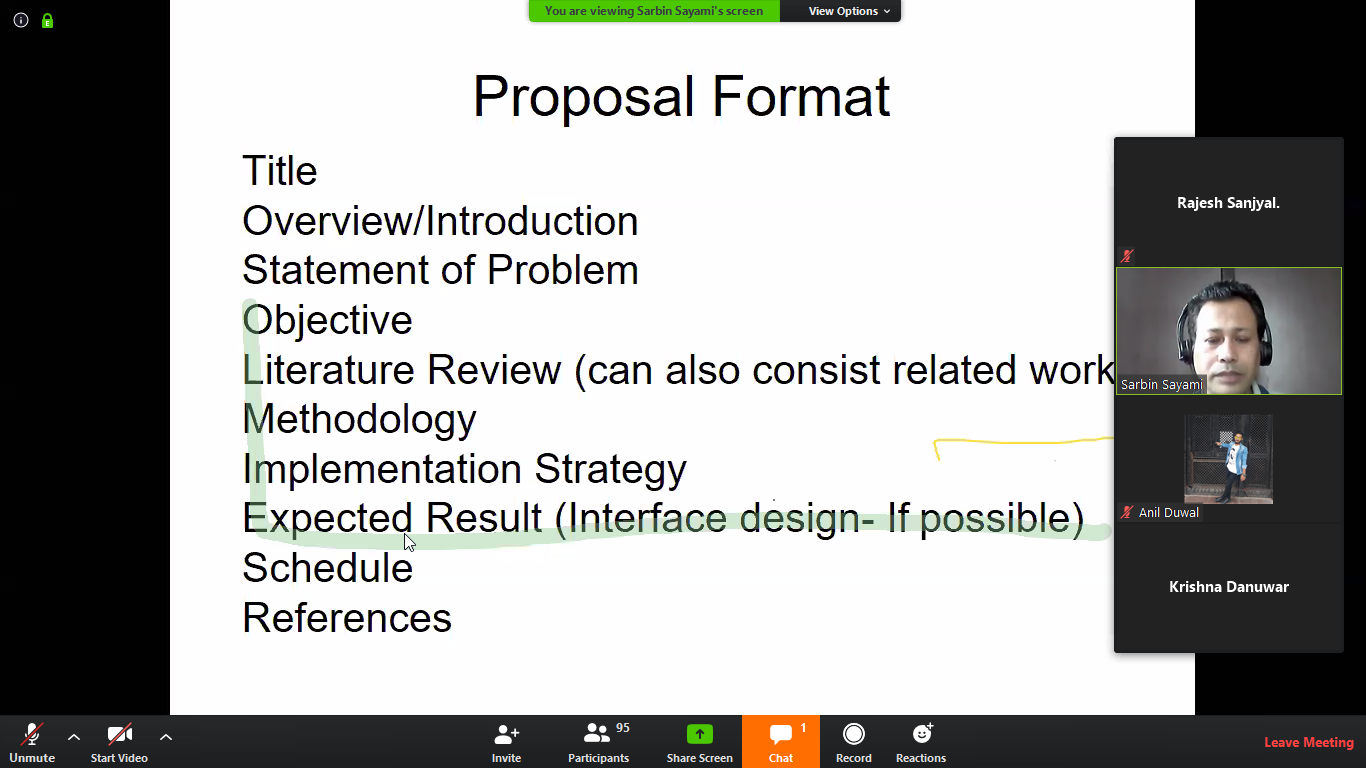 You are viewing Sarbin Sayami's screen
View Options
Proposal Format
Title
Overview/Introduction
Statement of Problem
Objective
Literature Review (can also consist related work
Methodology
Implementation Strategy
Expected Result (Interface design- If possible)
Schedule
References
Rajesh Sanjyal.
Sarbin Sayami
Anil Duwal
Krishna Danuwar
Unmute
Start Video
Invite
Participants 95
Share Screen
Chat 1
Record
Reactions
Leave Meeting